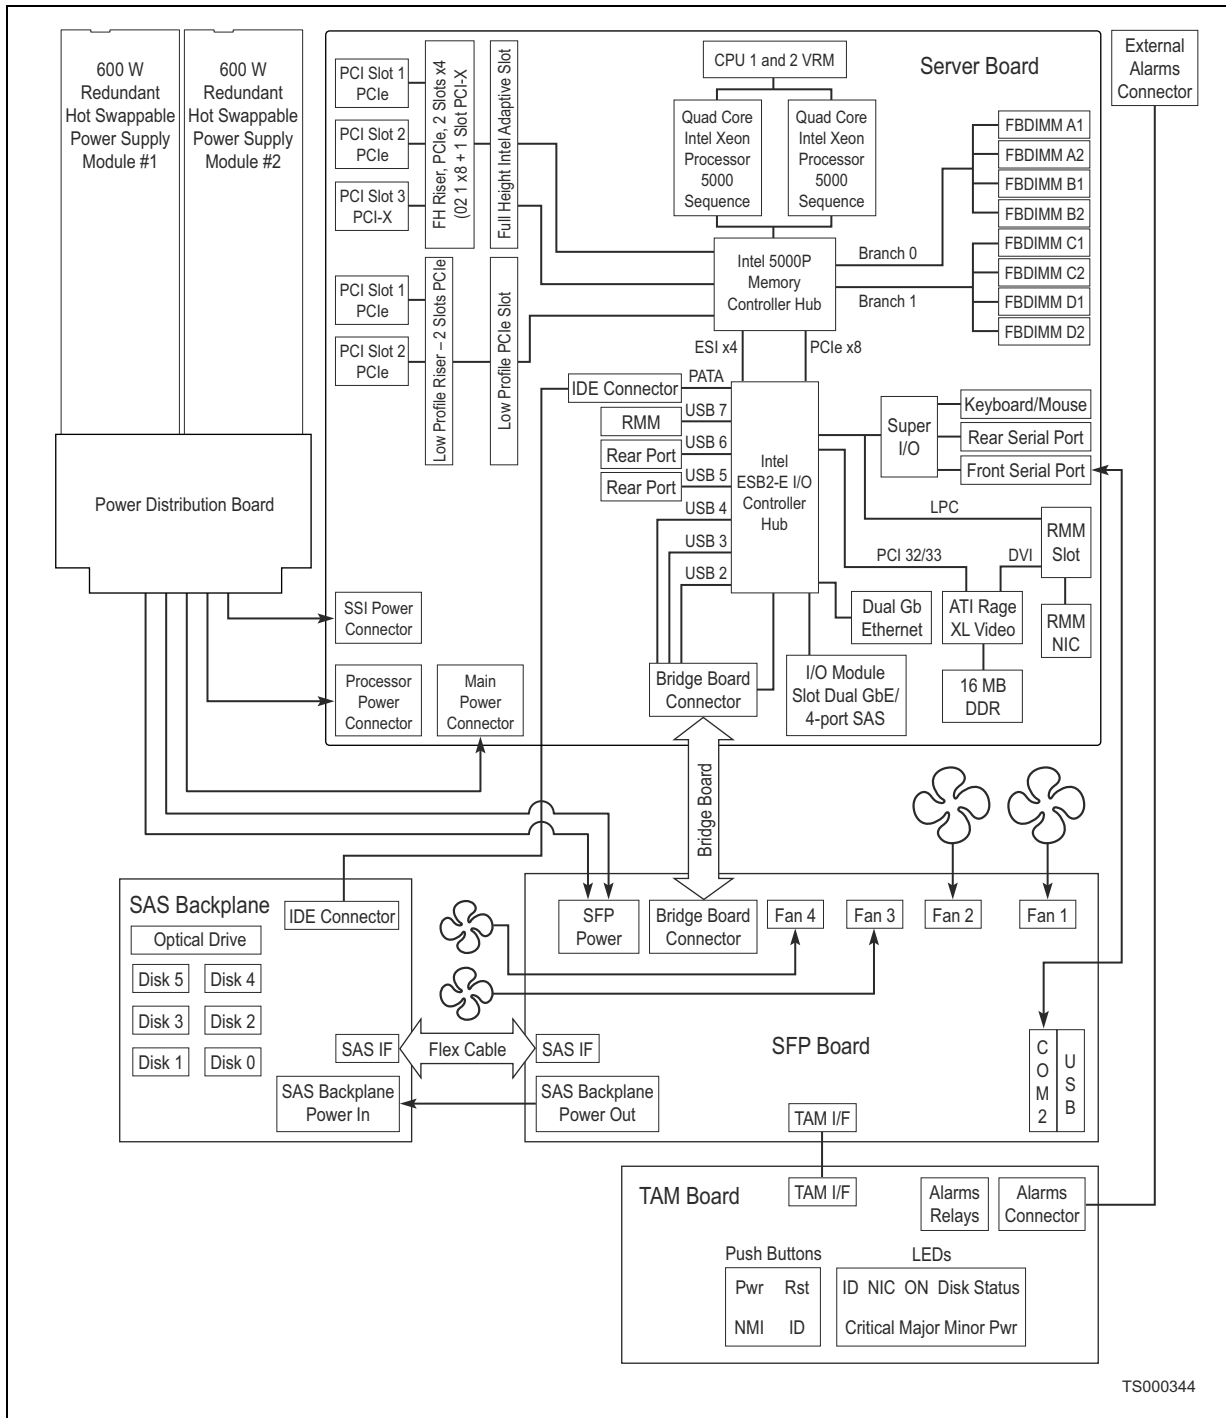 600 W
Redundant
Hot Swappable
Power Supply
Module #1
600 W
Redundant
Hot Swappable
Power Supply
Module #2
Power Distribution Board
Server Board
External
Alarms
Connector
PCI Slot 1
PCIe
PCI Slot 2
PCIe
PCI Slot 3
PCI-X
FH Riser, PCIe, 2 Slots x4
(02 1 x8 + 1 Slot PCI-X
Full Height Intel Adaptive Slot
PCI Slot 1
PCIe
PCI Slot 2
PCIe
Low Profile Riser – 2 Slots PCIe
Low Profile PCIe Slot
CPU 1 and 2 VRM
Quad Core
Intel Xeon
Processor
5000
Sequence
Quad Core
Intel Xeon
Processor
5000
Sequence
Intel 5000P
Memory
Controller Hub
Branch 0
Branch 1
FBDIMM A1
FBDIMM A2
FBDIMM B1
FBDIMM B2
FBDIMM C1
FBDIMM C2
FBDIMM D1
FBDIMM D2
ESI x4
PCIe x8
IDE Connector
PATA
RMM
USB 7
Rear Port
USB 6
Rear Port
USB 5
USB 4
USB 3
USB 2
Intel
ESB2-E I/O
Controller
Hub
Super
I/O
Keyboard/Mouse
Rear Serial Port
Front Serial Port
LPC
RMM
Slot
PCI 32/33
DVI
Dual Gb
Ethernet
ATI Rage
XL Video
RMM
NIC
16 MB
DDR
I/O Module
Slot Dual GbE/
4-port SAS
Bridge Board
Connector
SSI Power
Connector
Processor
Power
Connector
Main
Power
Connector
Bridge Board
SAS Backplane
IDE Connector
Optical Drive
Disk 5
Disk 4
Disk 3
Disk 2
Disk 1
Disk 0
SAS IF
Flex Cable
SAS IF
SAS Backplane
Power In
SAS Backplane
Power Out
SFP
Power
Bridge Board
Connector
Fan 4
Fan 3
Fan 2
Fan 1
SFP Board
COM2
USB
TAM I/F
TAM Board
TAM I/F
Alarms
Relays
Alarms
Connector
Push Buttons
Pwr Rst
NMI ID
LEDs
ID NIC ON Disk Status
Critical Major Minor Pwr
TS000344